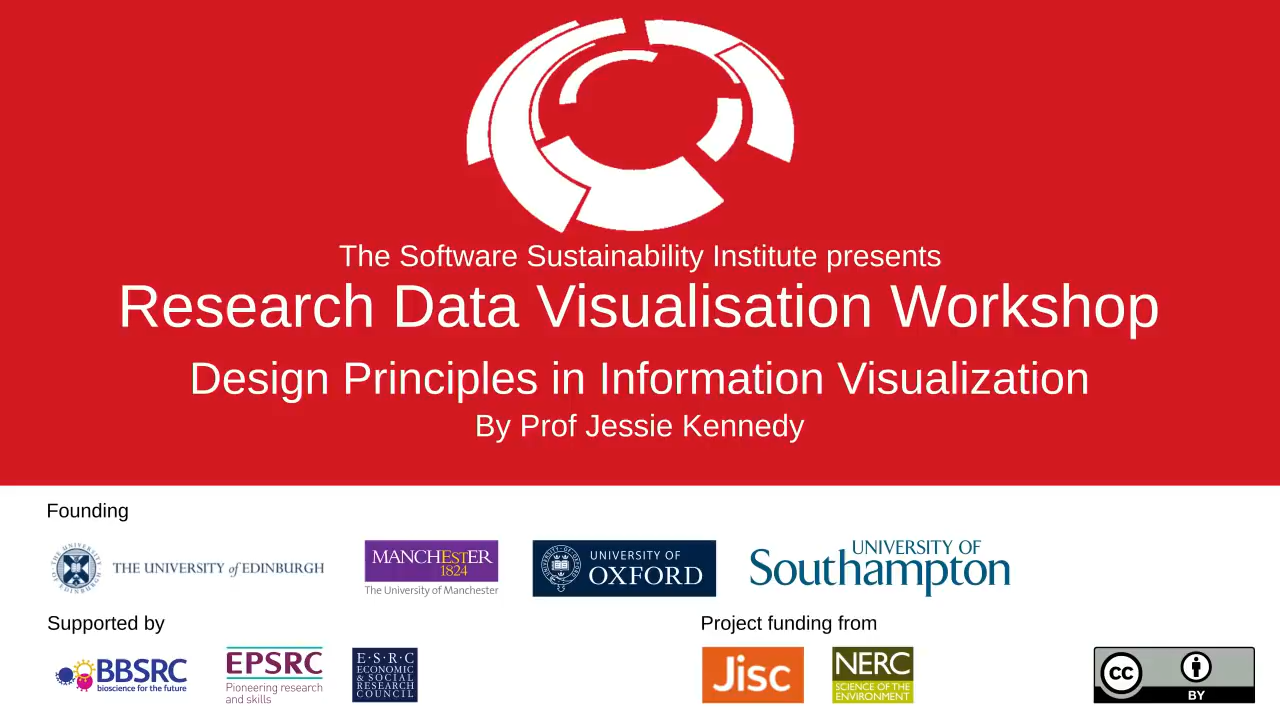 The Software Sustainability Institute presents
Research Data Visualisation Workshop
Design Principles in Information Visualization
By Prof Jessie Kennedy
Founding
THE UNIVERSITY of EDINBURGH
MANCHESTER
1824
The University of Manchester
UNIVERSITY OF
OXFORD
UNIVERSITY OF
Southampton
Supported by
Project funding from
BBSRC
bioscience for the future
EPSRC
Pioneering research
and skills
E·S·R·C
ECONOMIC
& SOCIAL
RESEARCH
COUNCIL
Jisc
NERC
SCIENCE OF THE
ENVIRONMENT
CC
BY